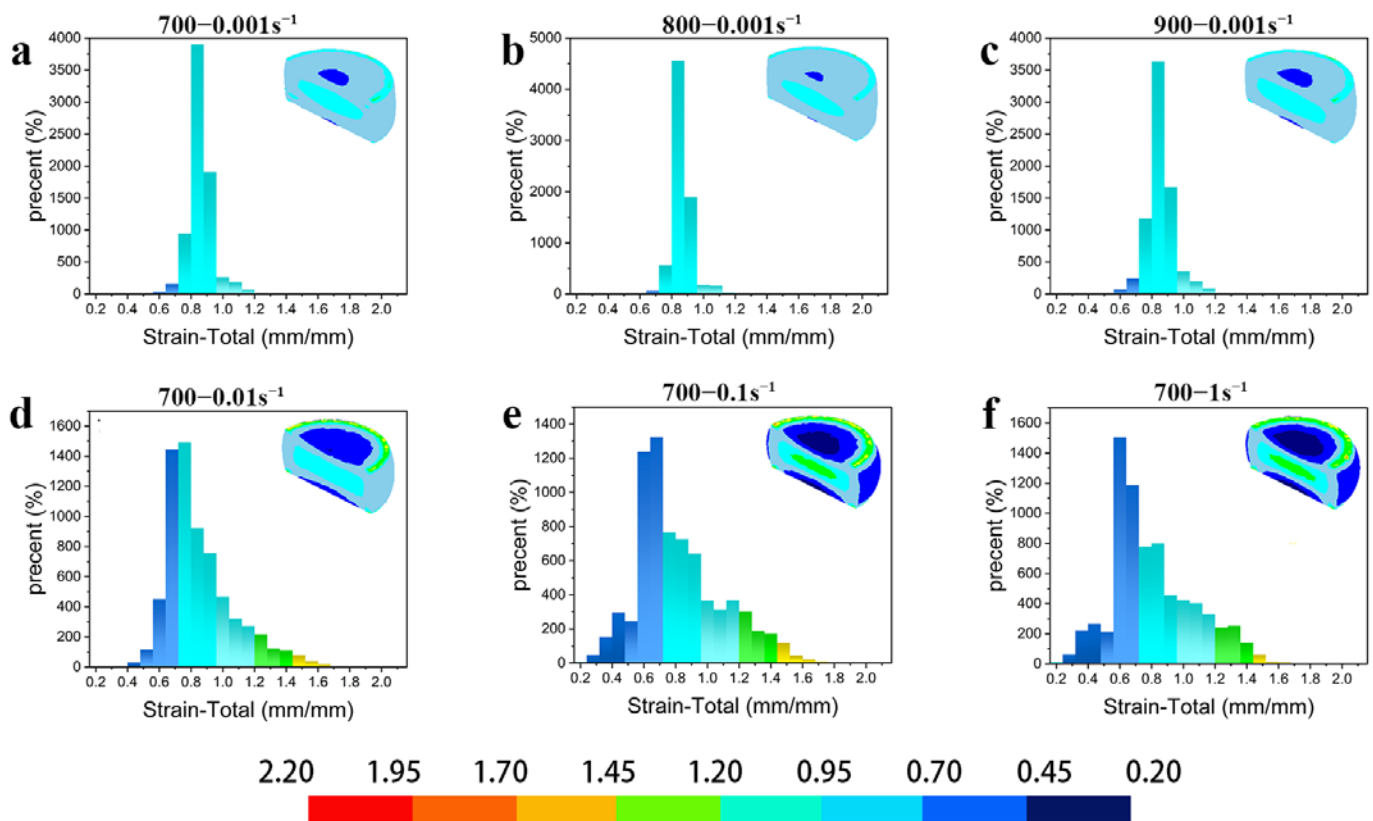 a
700−0.001s⁻¹
precent (%)
4000
3500
3000
2500
2000
1500
1000
500
0
0.2 0.4 0.6 0.8 1.0 1.2 1.4 1.6 1.8 2.0
Strain-Total (mm/mm)
b
800−0.001s⁻¹
precent (%)
5000
4000
3000
2000
1000
0
0.2 0.4 0.6 0.8 1.0 1.2 1.4 1.6 1.8 2.0
Strain-Total (mm/mm)
c
900−0.001s⁻¹
precent (%)
4000
3500
3000
2500
2000
1500
1000
500
0
0.2 0.4 0.6 0.8 1.0 1.2 1.4 1.6 1.8 2.0
Strain-Total (mm/mm)
d
700−0.01s⁻¹
precent (%)
1600
1400
1200
1000
800
600
400
200
0
0.2 0.4 0.6 0.8 1.0 1.2 1.4 1.6 1.8 2.0
Strain-Total (mm/mm)
e
700−0.1s⁻¹
precent (%)
1400
1200
1000
800
600
400
200
0
0.2 0.4 0.6 0.8 1.0 1.2 1.4 1.6 1.8 2.0
Strain-Total (mm/mm)
f
700−1s⁻¹
precent (%)
1600
1400
1200
1000
800
600
400
200
0
0.2 0.4 0.6 0.8 1.0 1.2 1.4 1.6 1.8 2.0
Strain-Total (mm/mm)
2.20 1.95 1.70 1.45 1.20 0.95 0.70 0.45 0.20